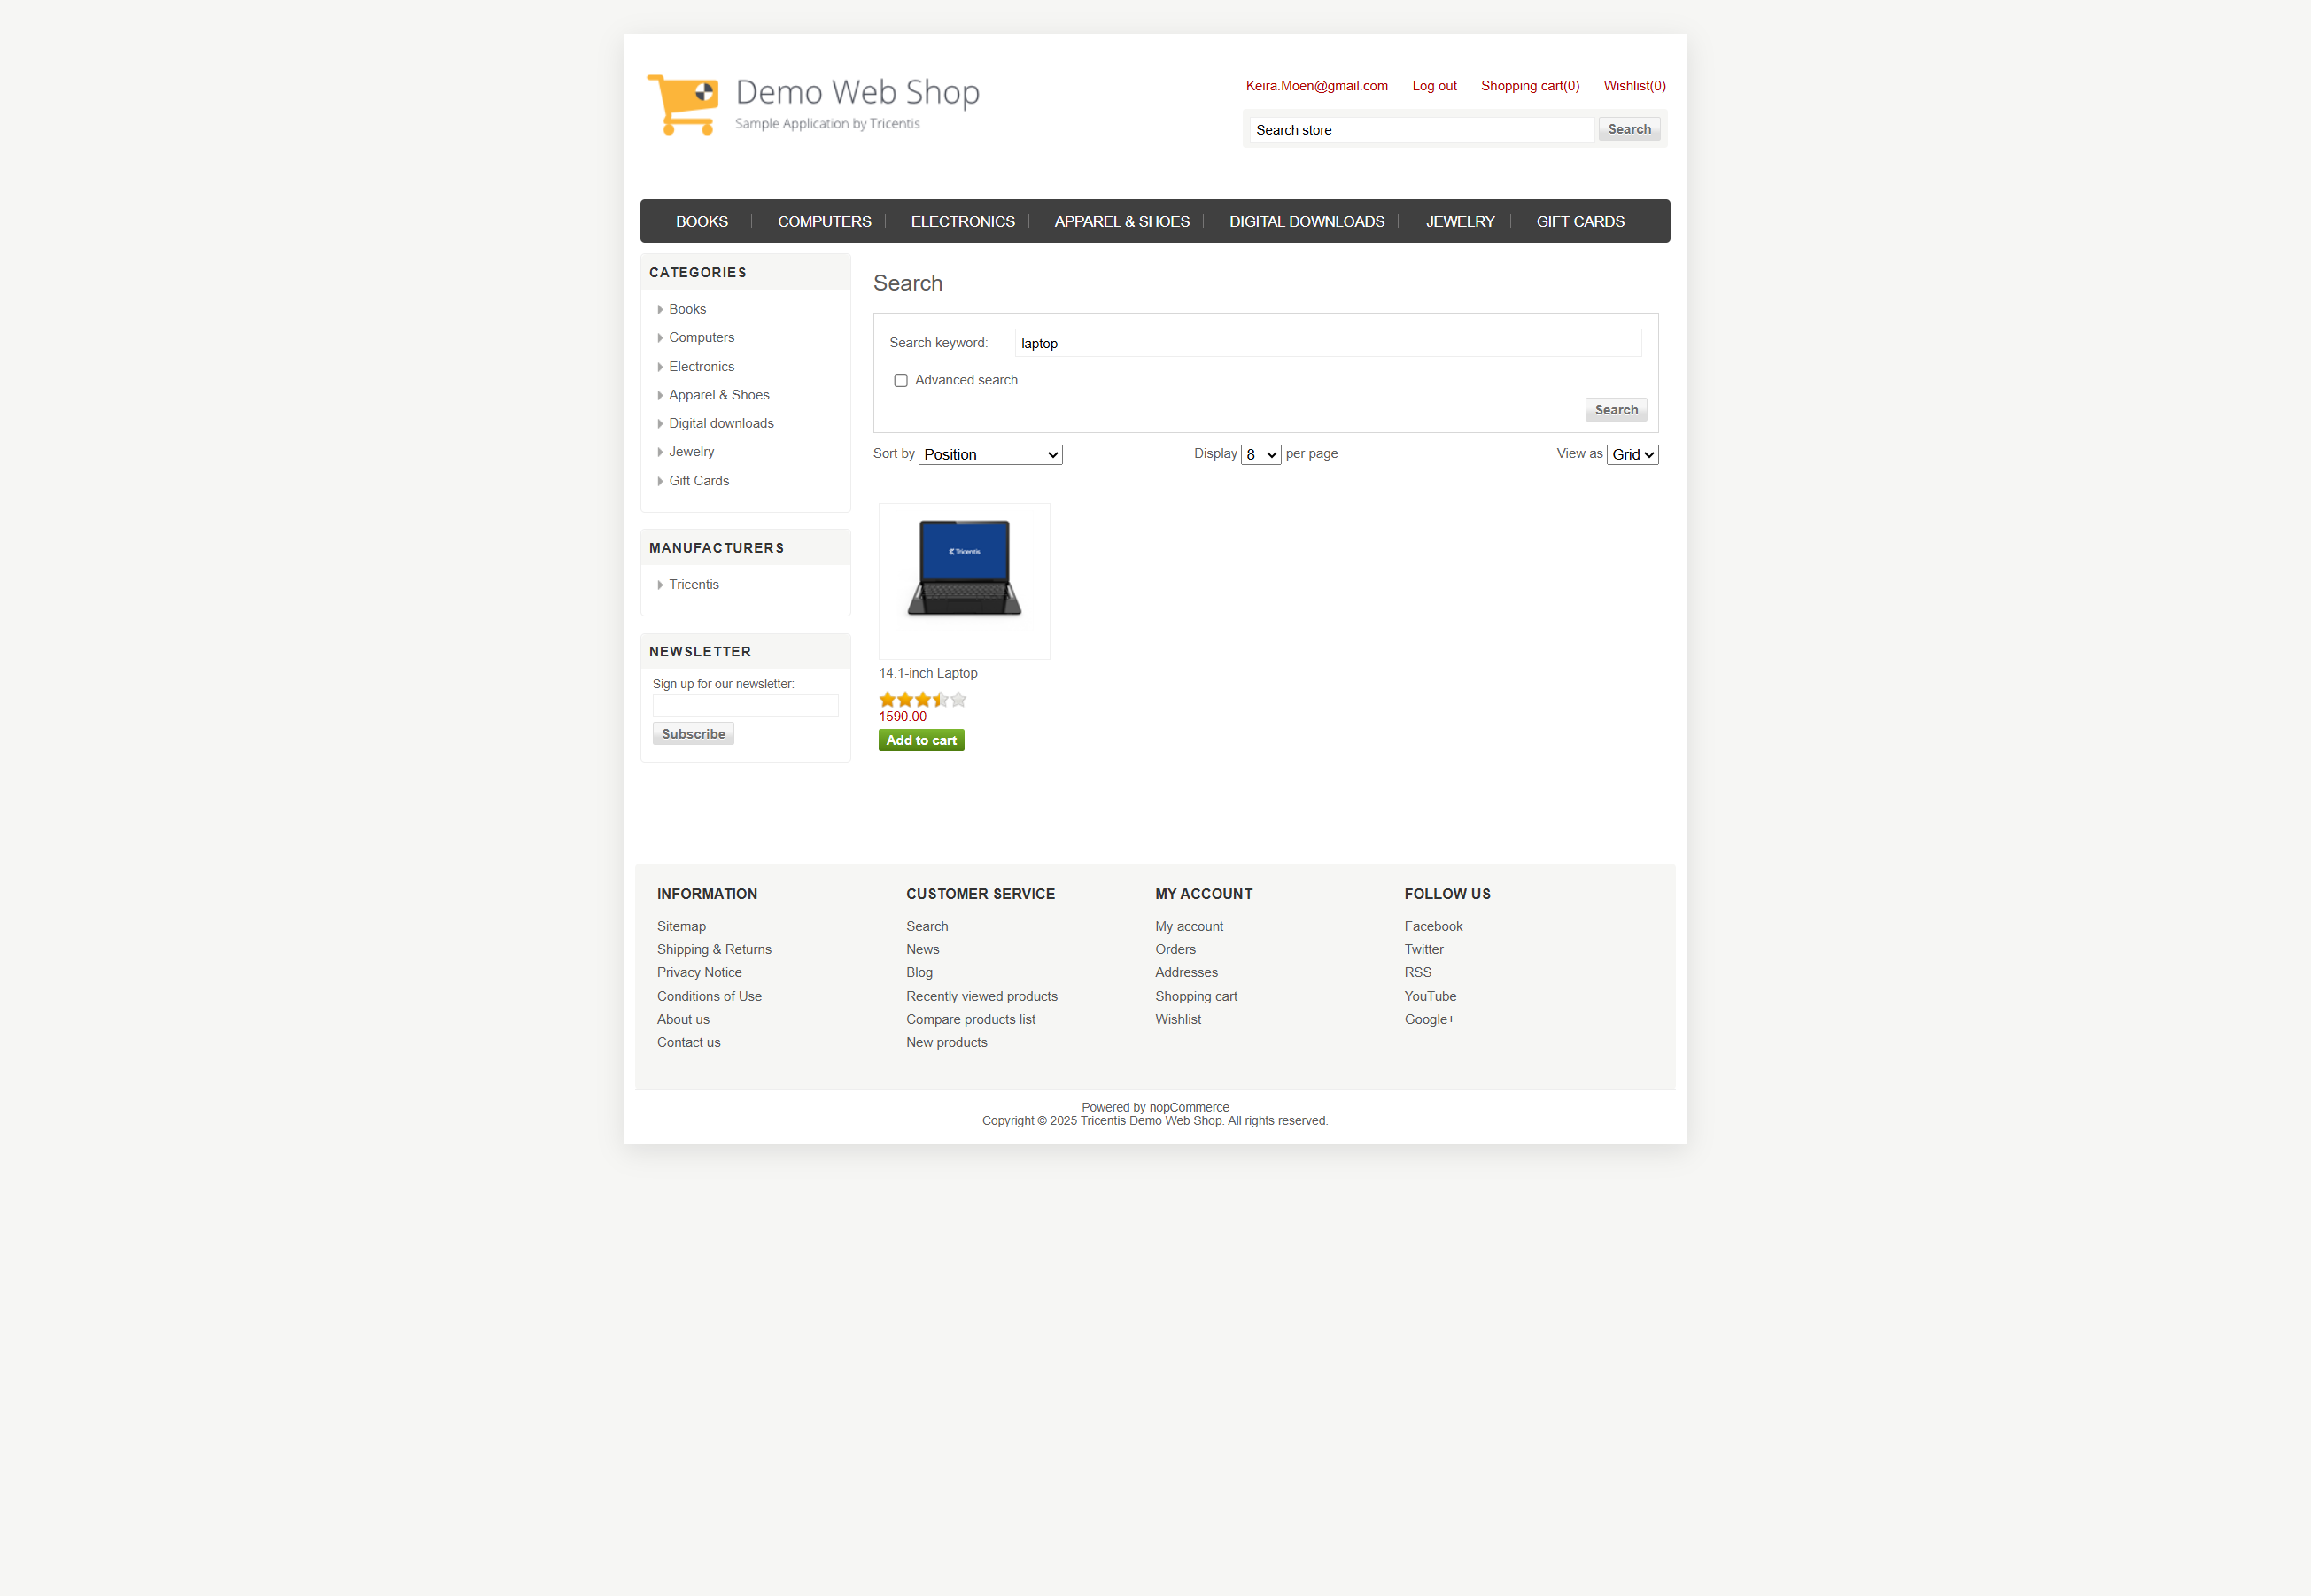 Demo Web Shop
Sample Application by Tricentis
Keira.Moen@gmail.com Log out Shopping cart(0) Wishlist(0)
Search store Search
BOOKS COMPUTERS ELECTRONICS APPAREL & SHOES DIGITAL DOWNLOADS JEWELRY GIFT CARDS
CATEGORIES
Books
Computers
Electronics
Apparel & Shoes
Digital downloads
Jewelry
Gift Cards
MANUFACTURERS
Tricentis
NEWSLETTER
Sign up for our newsletter:
Subscribe
Search
Search keyword: laptop
Advanced search
Search
Sort by Position Display 8 per page View as Grid
Tricentis
14.1-inch Laptop
1590.00
Add to cart
INFORMATION
Sitemap
Shipping & Returns
Privacy Notice
Conditions of Use
About us
Contact us
CUSTOMER SERVICE
Search
News
Blog
Recently viewed products
Compare products list
New products
MY ACCOUNT
My account
Orders
Addresses
Shopping cart
Wishlist
FOLLOW US
Facebook
Twitter
RSS
YouTube
Google+
Powered by nopCommerce
Copyright © 2025 Tricentis Demo Web Shop. All rights reserved.